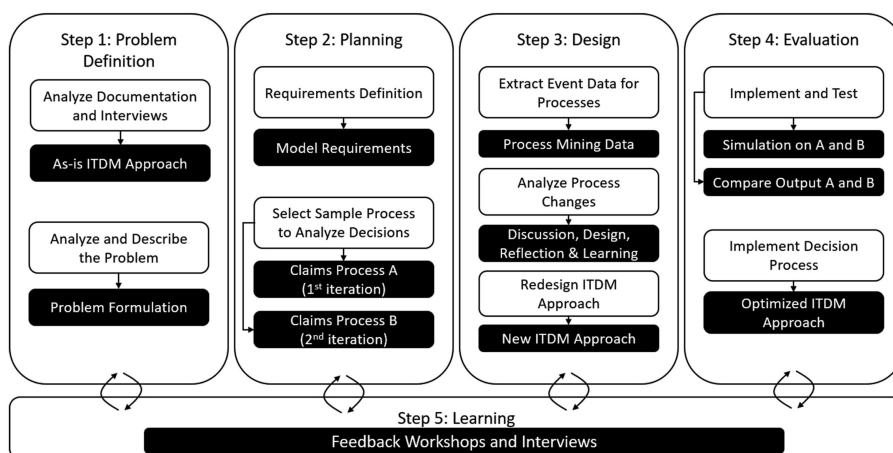 Step 1: Problem
Definition
Analyze Documentation
and Interviews
As-is ITDM Approach
Analyze and Describe
the Problem
Problem Formulation
Step 2: Planning
Requirements Definition
Model Requirements
Select Sample Process
to Analyze Decisions
Claims Process A
(1st iteration)
Claims Process B
(2nd iteration)
Step 3: Design
Extract Event Data for
Processes
Process Mining Data
Analyze Process
Changes
Discussion, Design,
Reflection & Learning
Redesign ITDM
Approach
New ITDM Approach
Step 4: Evaluation
Implement and Test
Simulation on A and B
Compare Output A and B
Implement Decision
Process
Optimized ITDM
Approach
Step 5: Learning
Feedback Workshops and Interviews